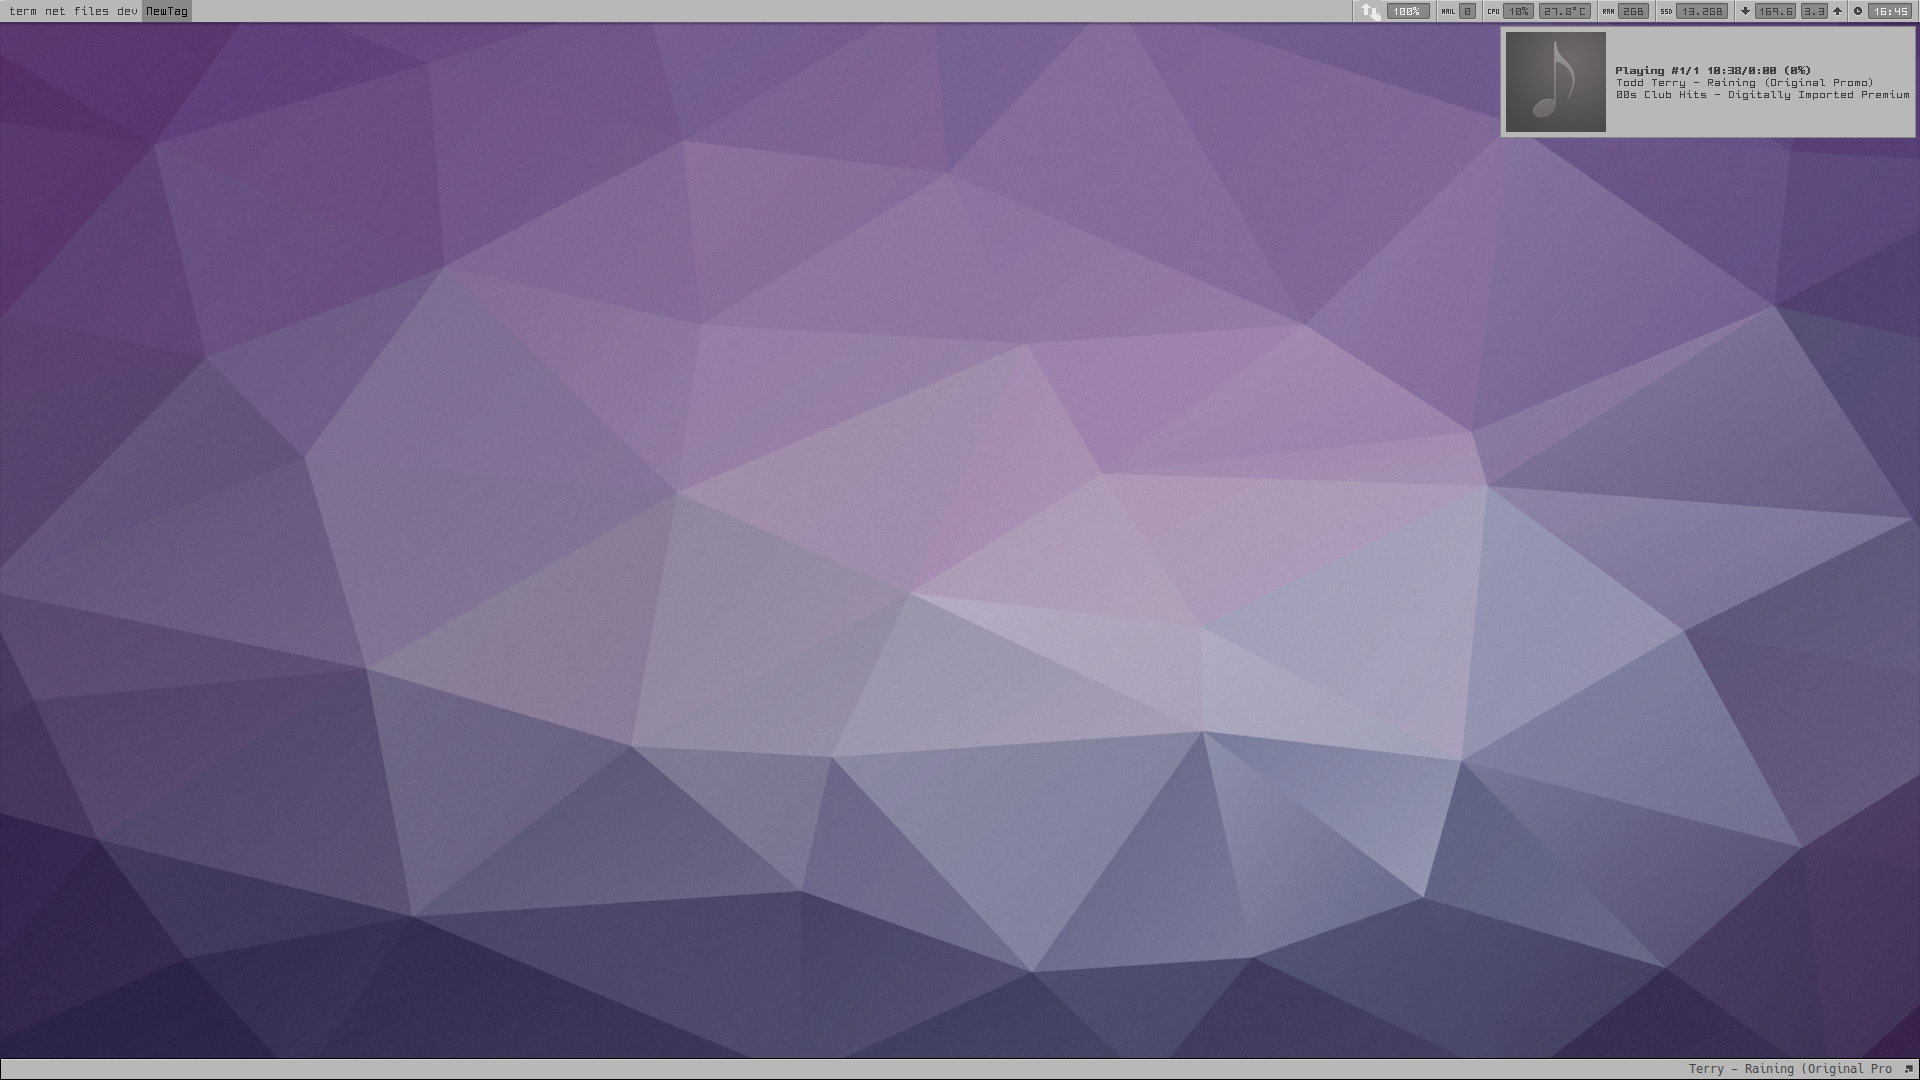 term net files dev NewTag
100% MAIL 0 CPU 10% 27.8°C RAM 2GB SSD 13.2GB 169.6 3.3 16:45
Playing #1/1 10:38/0:00 (0%)
Todd Terry - Raining (Original Promo)
00s Club Hits - Digitally Imported Premium
Terry - Raining (Original Pro